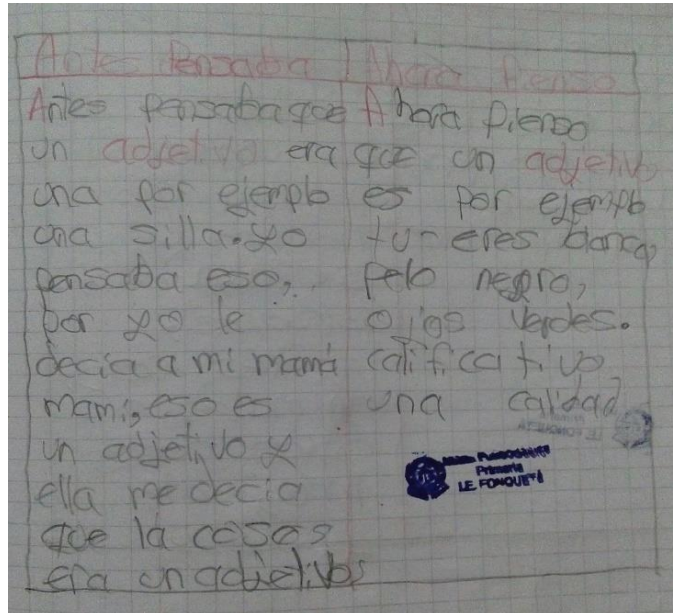 Antes Pensaba
Antes pensaba que
un adjetivo era
una por ejemplo
una silla. yo
pensaba eso,
por yo le
decia a mi mamá
mami, eso es
un adjetivo y
ella me decia
que la cosas
era un adjetivos
Ahora Pienso
Ahora pienso
que un adjetivo
es por ejemplo
tu- eres blanca,
pelo negro,
ojos verdes.
calificativo
una calidad
Primaria
LE FONQUETÁ